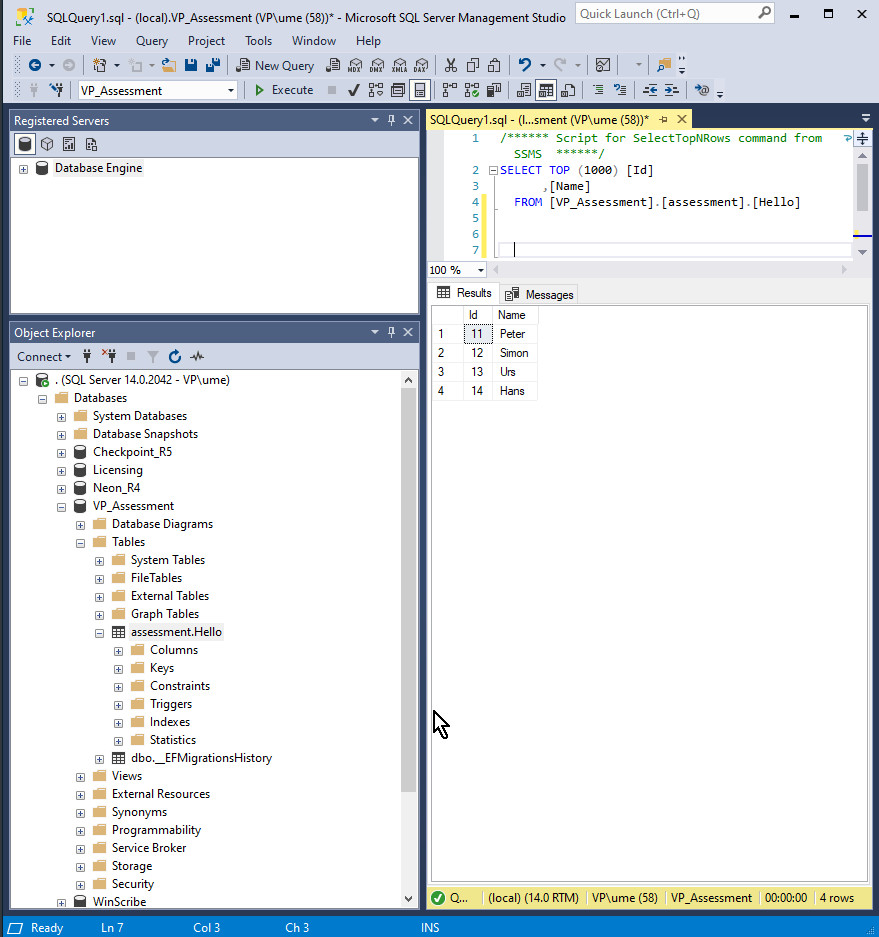 SQLQuery1.sql - (local).VP_Assessment (VP\ume (58))* - Microsoft SQL Server Management Studio
Quick Launch (Ctrl+Q)
File Edit View Query Project Tools Window Help
New Query MDX DMX XMLA DAX
VP_Assessment Execute
Registered Servers
Database Engine
Object Explorer
Connect
. (SQL Server 14.0.2042 - VP\ume)
Databases
System Databases
Database Snapshots
Checkpoint_R5
Licensing
Neon_R4
VP_Assessment
Database Diagrams
Tables
System Tables
FileTables
External Tables
Graph Tables
assessment.Hello
Columns
Keys
Constraints
Triggers
Indexes
Statistics
dbo.__EFMigrationsHistory
Views
External Resources
Synonyms
Programmability
Service Broker
Storage
Security
WinScribe
SQLQuery1.sql - (l...sment (VP\ume (58))*
1 /****** Script for SelectTopNRows command from
SSMS ******/
2 SELECT TOP (1000) [Id]
3 ,[Name]
4 FROM [VP_Assessment].[assessment].[Hello]
5
6
7
100 %
Results Messages
Id Name
1 11 Peter
2 12 Simon
3 13 Urs
4 14 Hans
Q... (local) (14.0 RTM) VP\ume (58) VP_Assessment 00:00:00 4 rows
Ready Ln 7 Col 3 Ch 3 INS